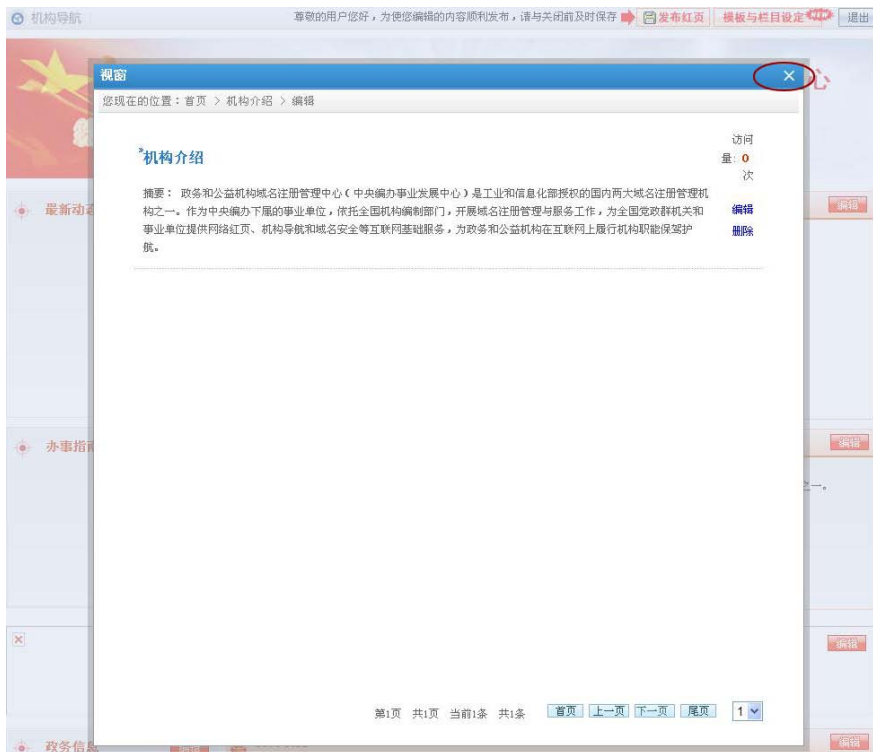 机构导航
尊敬的用户您好，为使您编辑的内容顺利发布，请与关闭前及时保存 发布红页 模板与栏目设定 NEW 退出
视窗
心
您现在的位置：首页 > 机构介绍 > 编辑
机构介绍
访问
量: 0
次
摘要： 政务和公益机构域名注册管理中心（中央编办事业发展中心）是工业和信息化部授权的国内两大域名注册管理机
构之一。作为中央编办下属的事业单位，依托全国机构编制部门，开展域名注册管理与服务工作，为全国党政群机关和
事业单位提供网络红页、机构导航和域名安全等互联网基础服务，为政务和公益机构在互联网上履行机构职能保驾护
航。
编辑
删除
最新动态
编辑
办事指南
编辑
之一。
编辑
第1页 共1页 当前1条 共1条 首页 上一页 下一页 尾页 1
政务信息
编辑
编辑